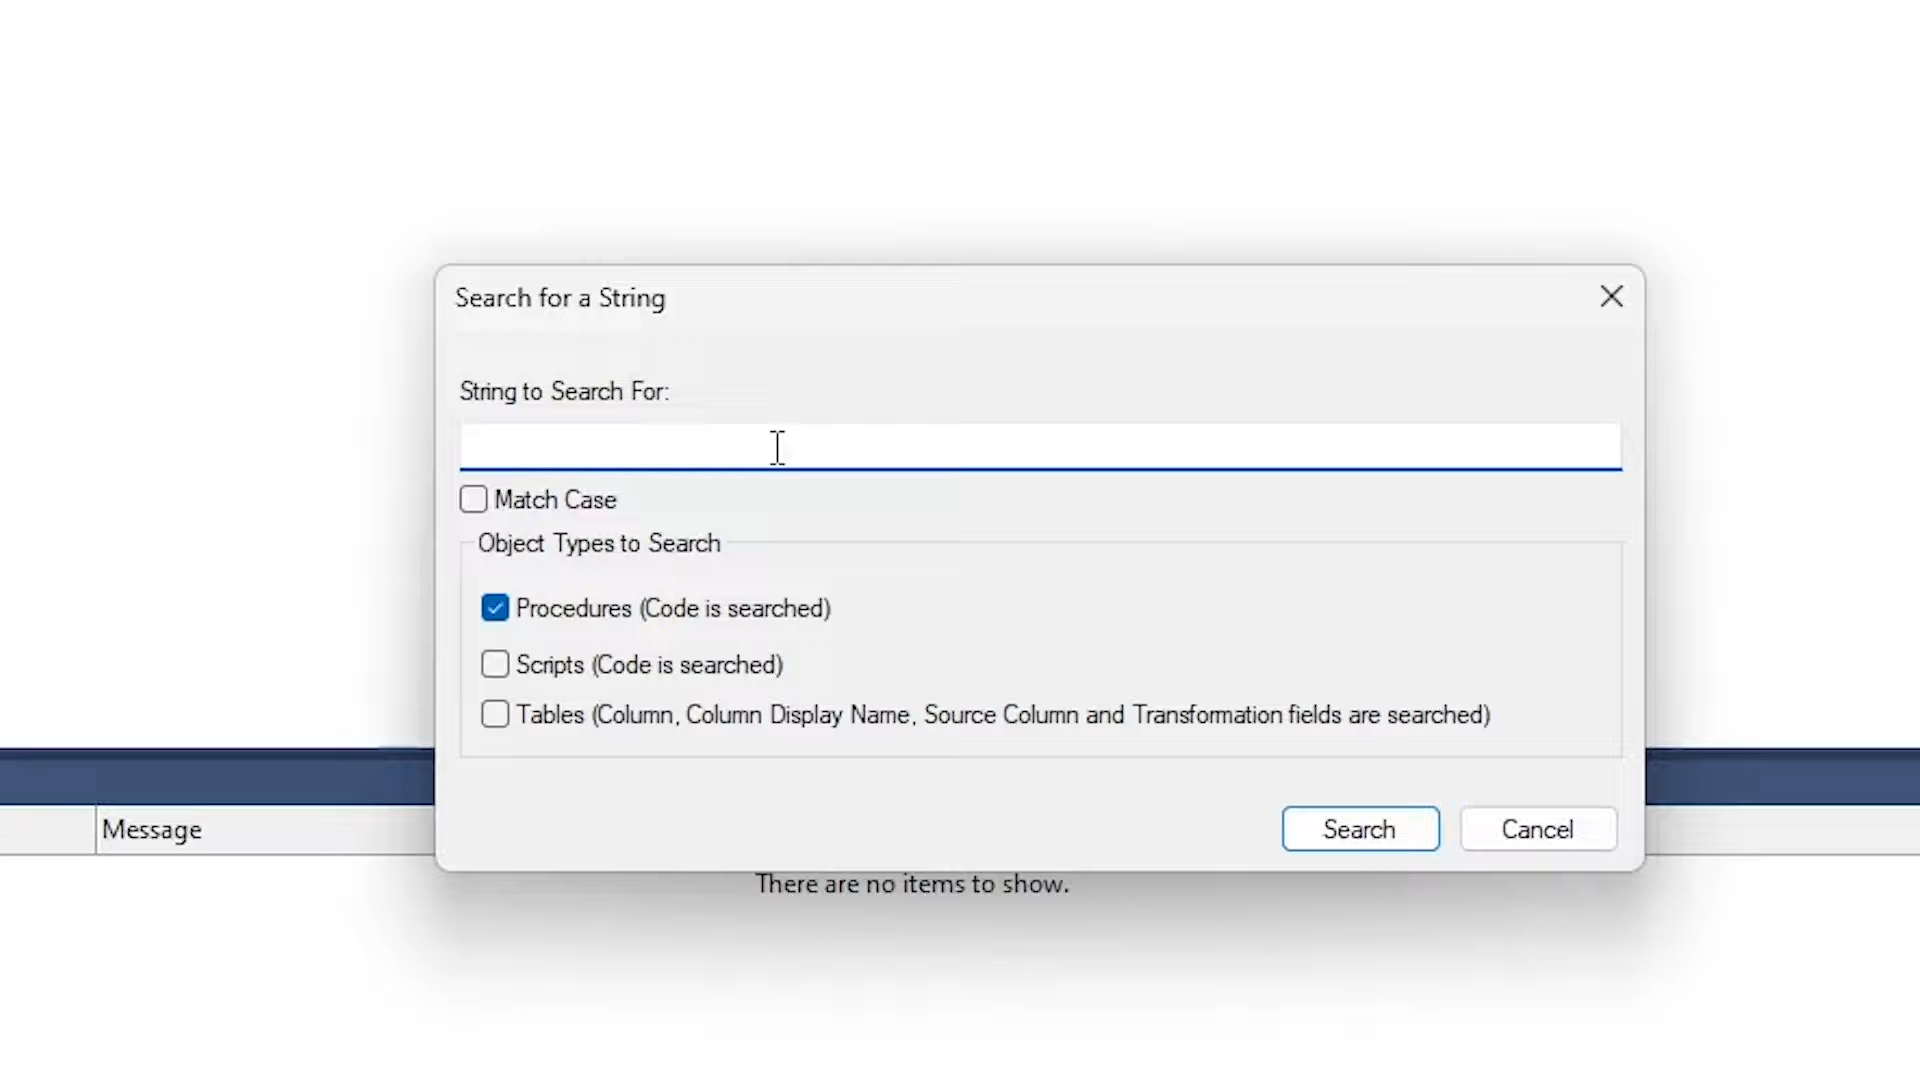 Search for a String
String to Search For:
Match Case
Object Types to Search
Procedures (Code is searched)
Scripts (Code is searched)
Tables (Column, Column Display Name, Source Column and Transformation fields are searched)
Search Cancel
Message
There are no items to show.